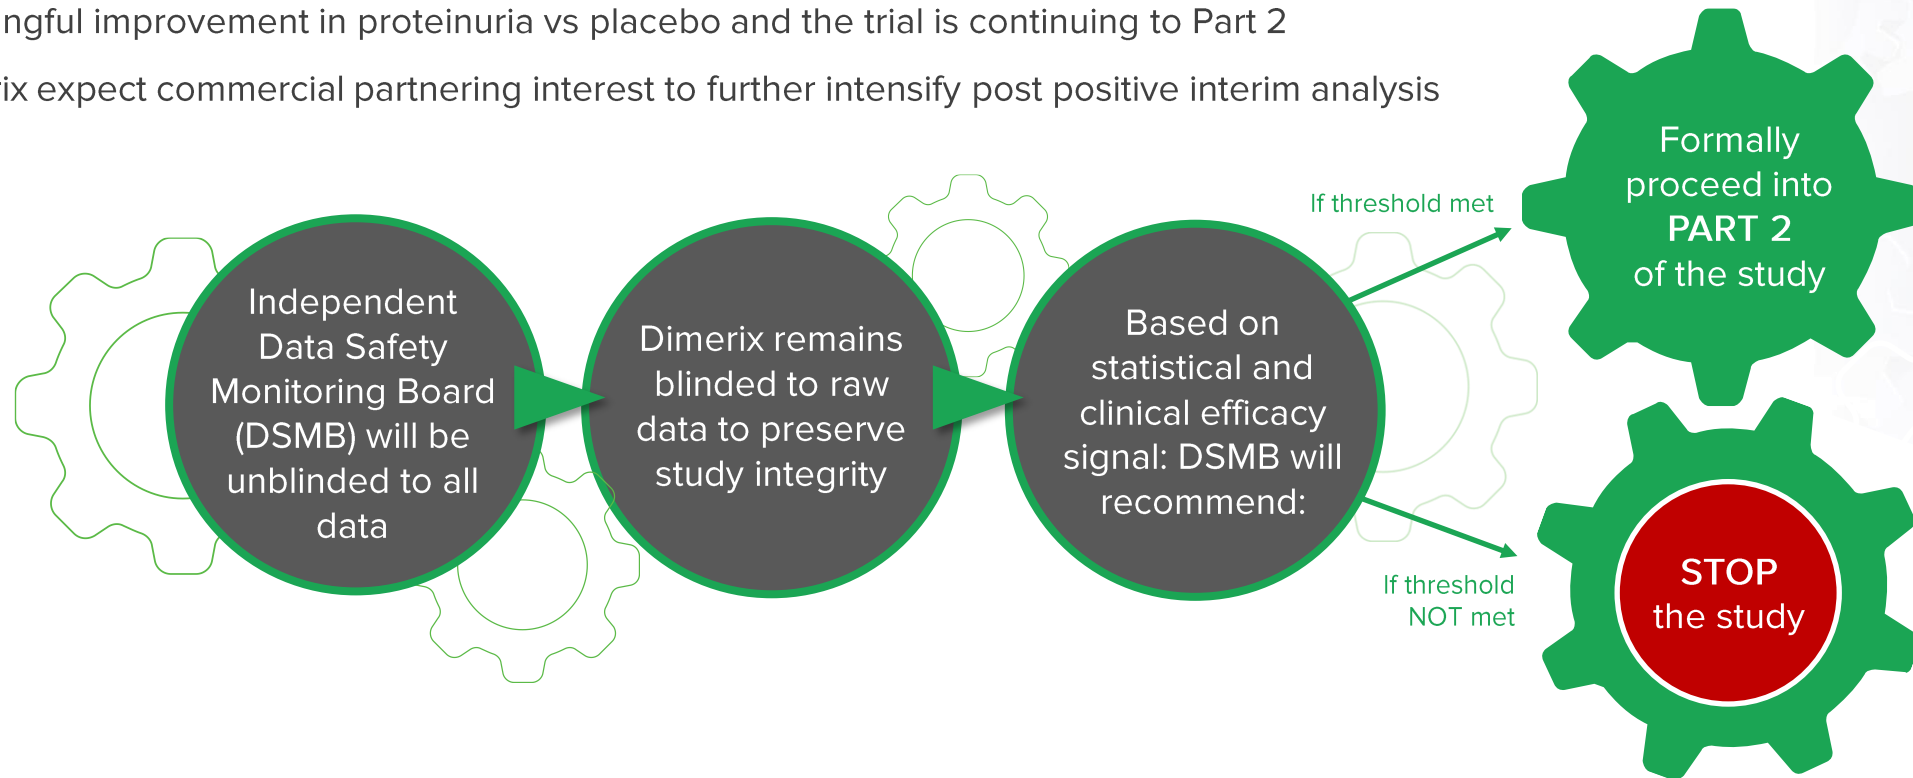 ngful improvement in proteinuria vs placebo and the trial is continuing to Part 2
rix expect commercial partnering interest to further intensify post positive interim analysis
Independent
Data Safety
Monitoring Board
(DSMB) will be
unblinded to all
data
Dimerix remains
blinded to raw
data to preserve
study integrity
Based on
statistical and
clinical efficacy
signal: DSMB will
recommend:
If threshold met
Formally
proceed into
PART 2
of the study
If threshold
NOT met
STOP
the study